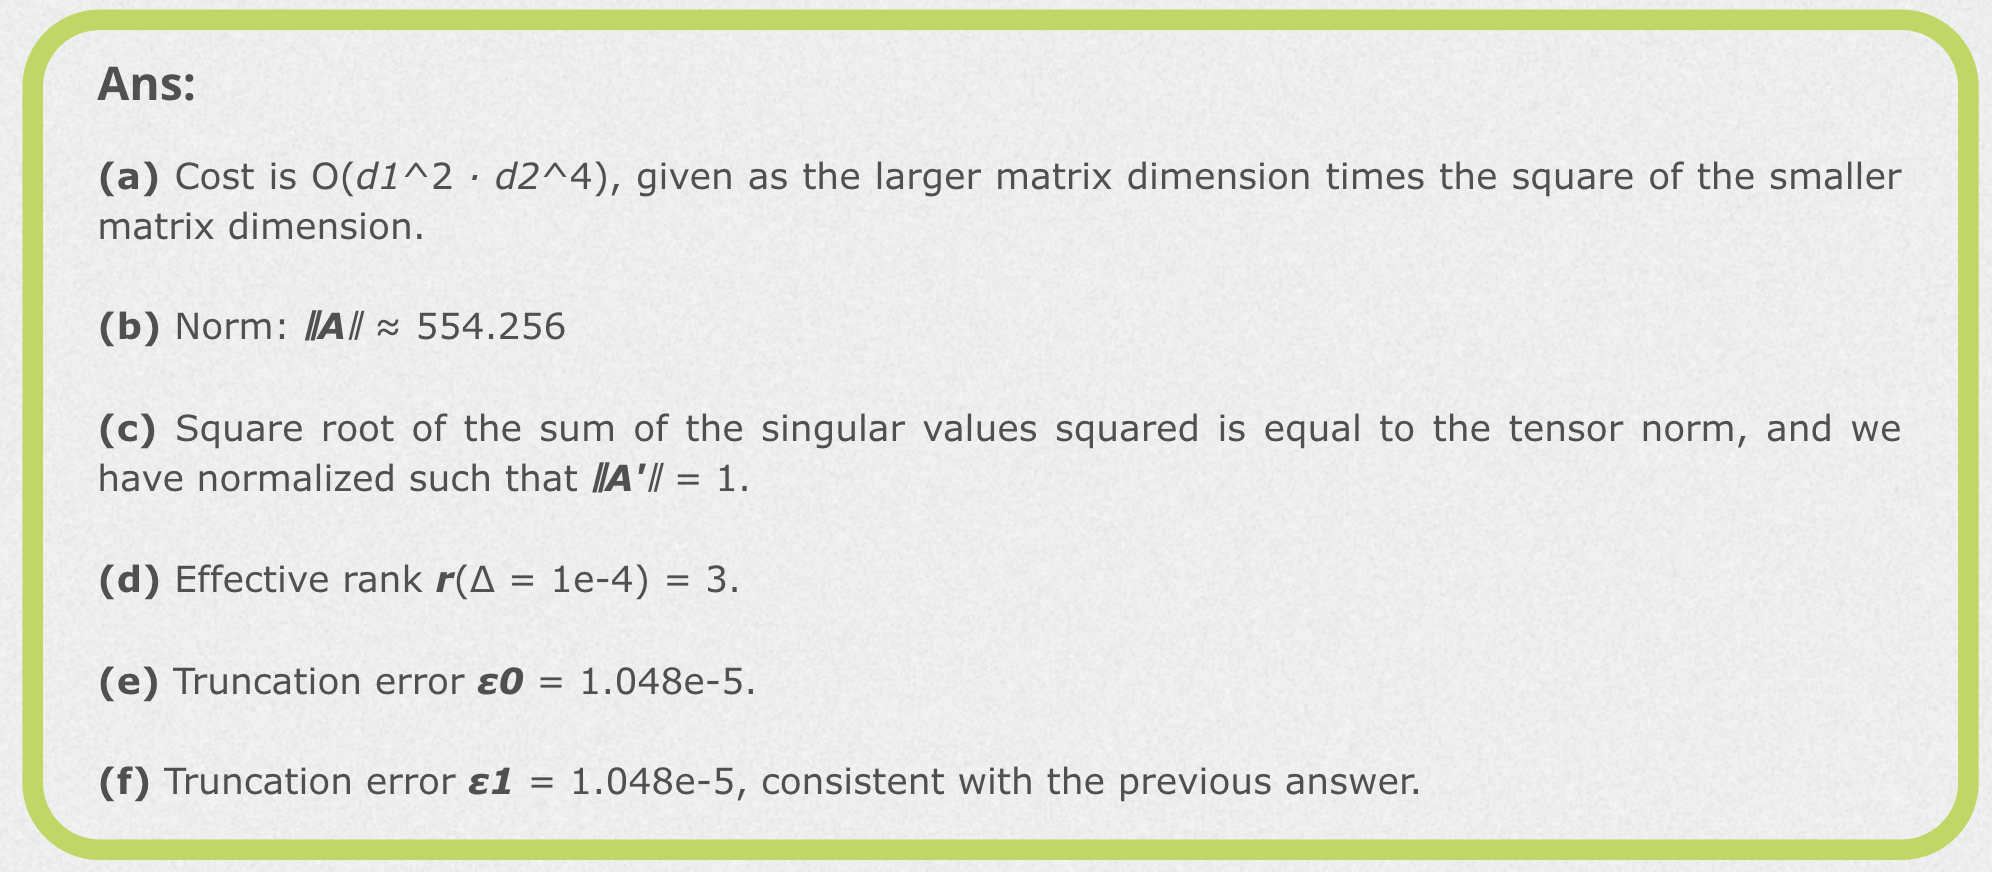 Ans:
(a) Cost is O(d1^2 · d2^4), given as the larger matrix dimension times the square of the smaller
matrix dimension.
(b) Norm: ‖A‖ ≈ 554.256
(c) Square root of the sum of the singular values squared is equal to the tensor norm, and we
have normalized such that ‖A'‖ = 1.
(d) Effective rank r(Δ = 1e-4) = 3.
(e) Truncation error ε0 = 1.048e-5.
(f) Truncation error ε1 = 1.048e-5, consistent with the previous answer.